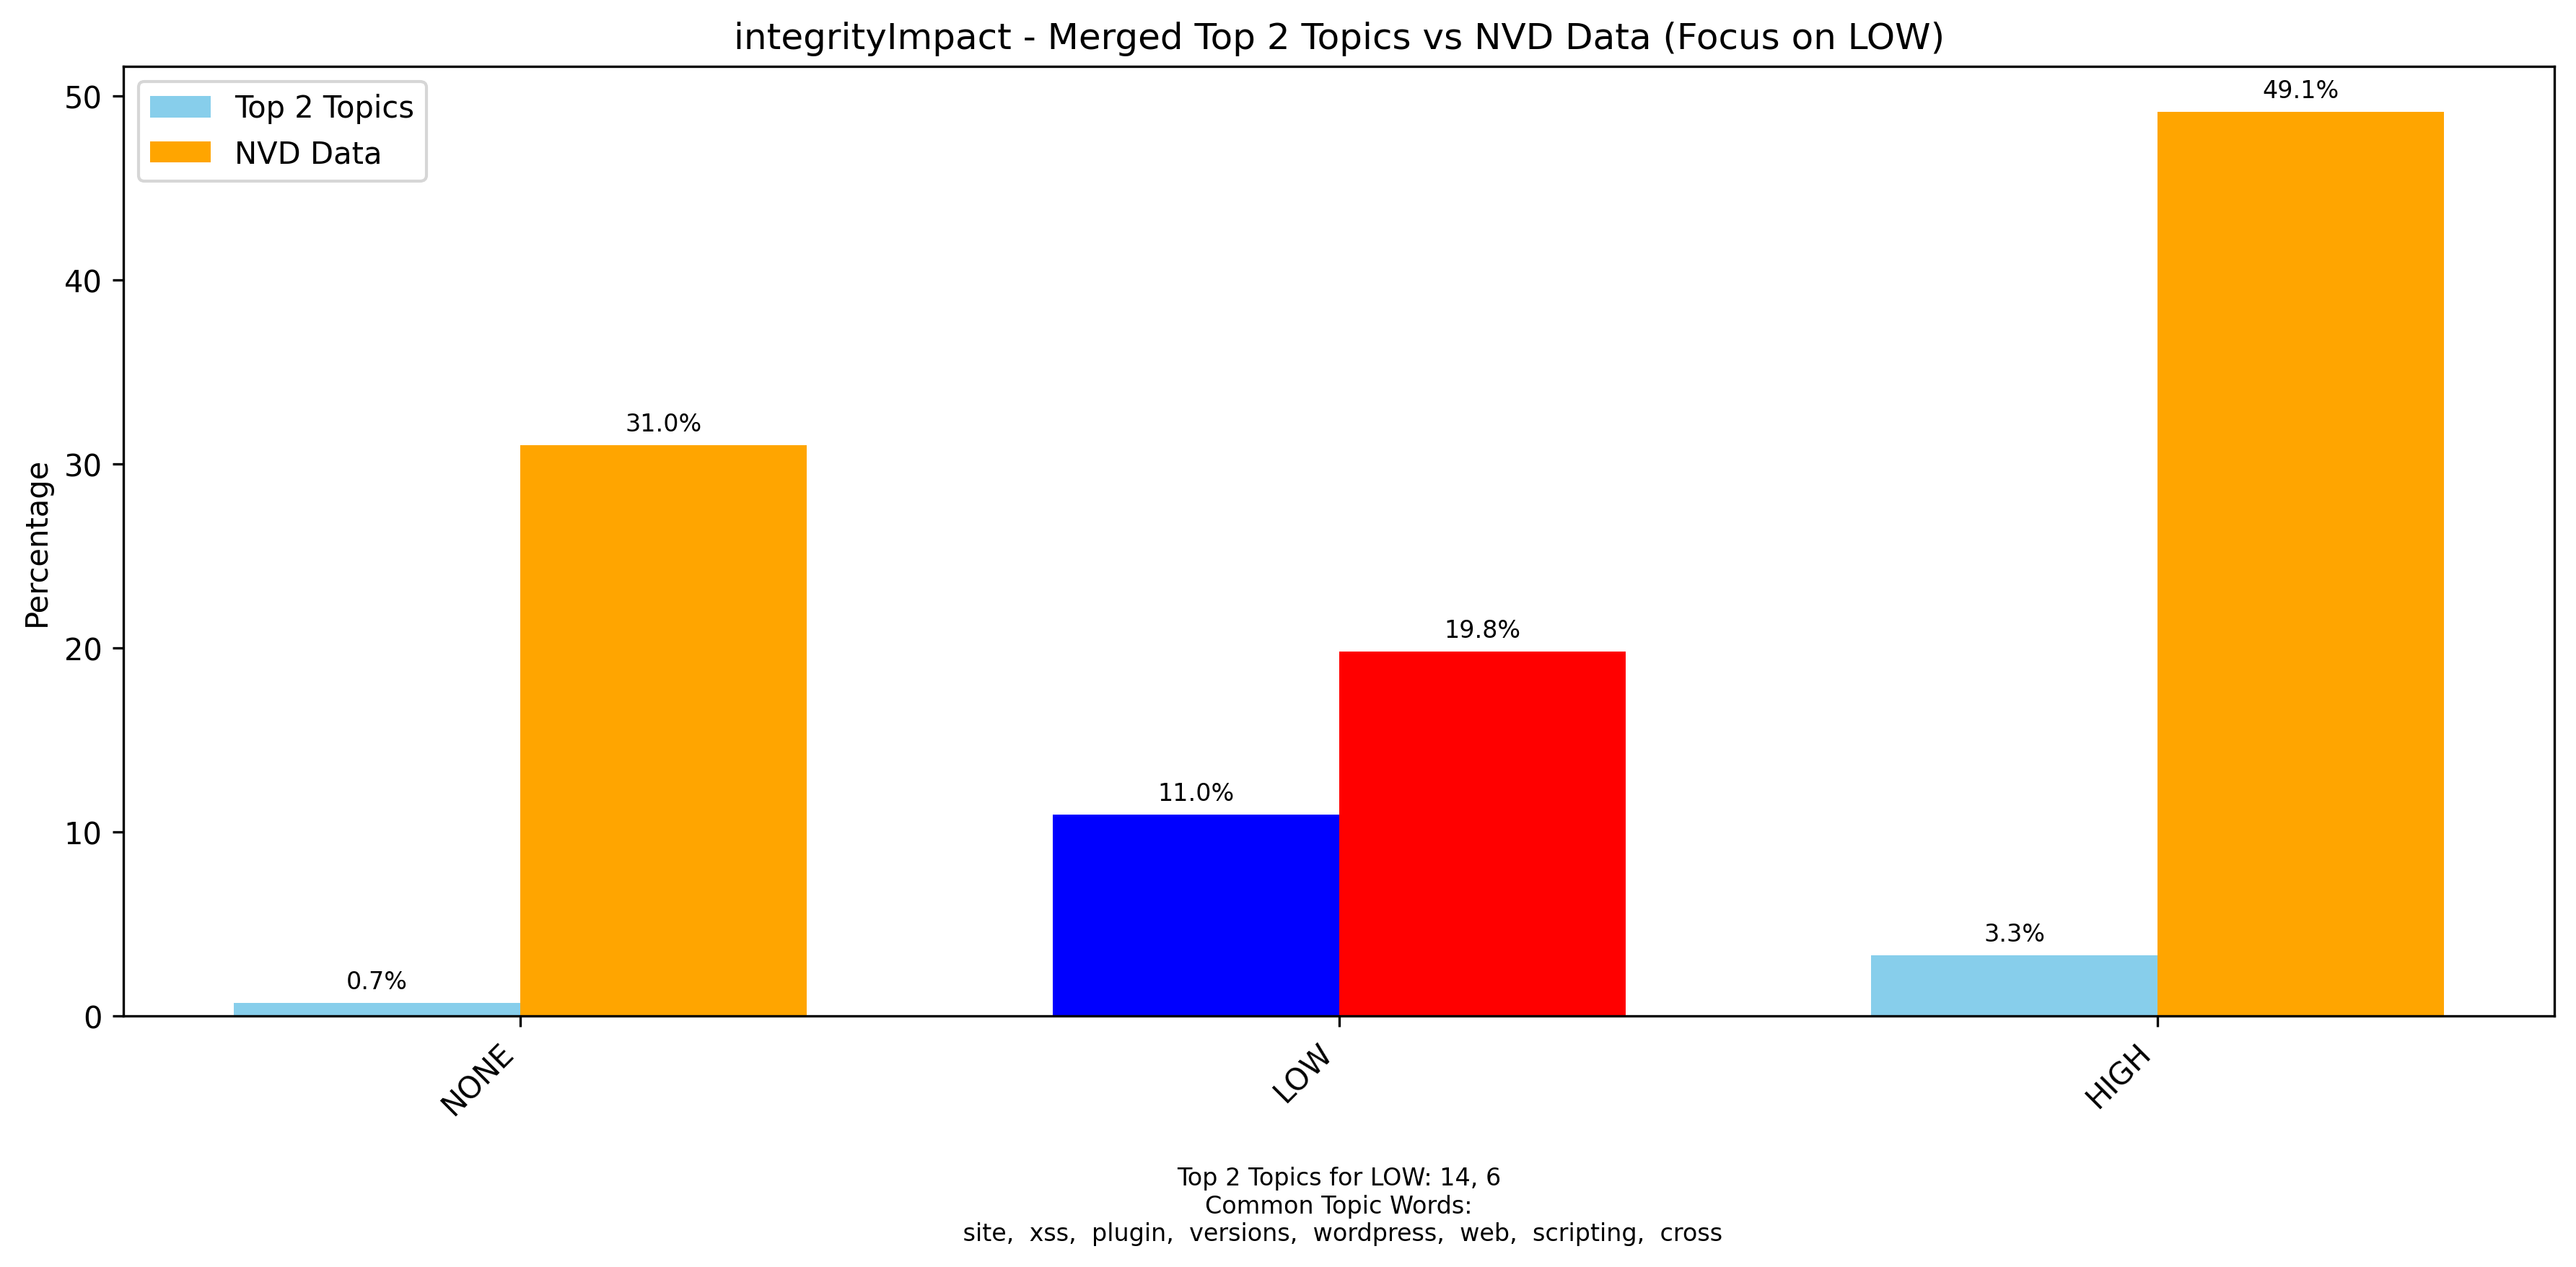 integrityImpact - Merged Top 2 Topics vs NVD Data (Focus on LOW)
Top 2 Topics
NVD Data
Percentage
50
40
30
20
10
0
0.7%
31.0%
11.0%
19.8%
3.3%
49.1%
NONE
LOW
HIGH
Top 2 Topics for LOW: 14, 6
Common Topic Words:
site, xss, plugin, versions, wordpress, web, scripting, cross